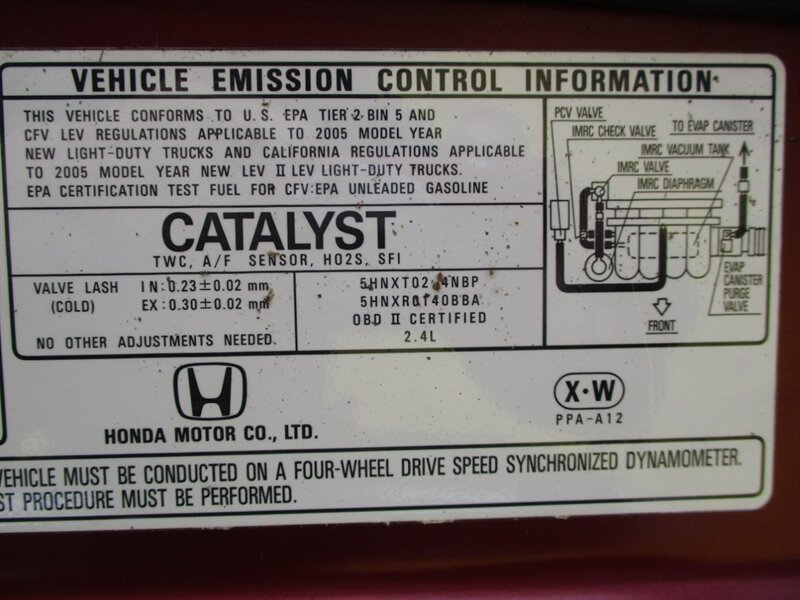 VEHICLE EMISSION CONTROL INFORMATION
THIS VEHICLE CONFORMS TO U.S. EPA TIER 2 BIN 5 AND
CFV LEV REGULATIONS APPLICABLE TO 2005 MODEL YEAR
NEW LIGHT-DUTY TRUCKS AND CALIFORNIA REGULATIONS APPLICABLE
TO 2005 MODEL YEAR NEW LEV II LEV LIGHT-DUTY TRUCKS.
EPA CERTIFICATION TEST FUEL FOR CFV:EPA UNLEADED GASOLINE
CATALYST
TWC, A/F SENSOR, HO2S, SFI
VALVE LASH IN:0.23±0.02 mm
(COLD) EX:0.30±0.02 mm
NO OTHER ADJUSTMENTS NEEDED.
OBD II CERTIFIED
2.4L
PCV VALVE
IMRC CHECK VALVE
TO EVAP CANISTER
IMRC VACUUM TANK
IMRC VALVE
IMRC DIAPHRAGM
EVAP
CANISTER
PURGE
VALVE
FRONT
HONDA MOTOR CO., LTD.
X·W
PPA-A12
VEHICLE MUST BE CONDUCTED ON A FOUR-WHEEL DRIVE SPEED SYNCHRONIZED DYNAMOMETER.
PROCEDURE MUST BE PERFORMED.